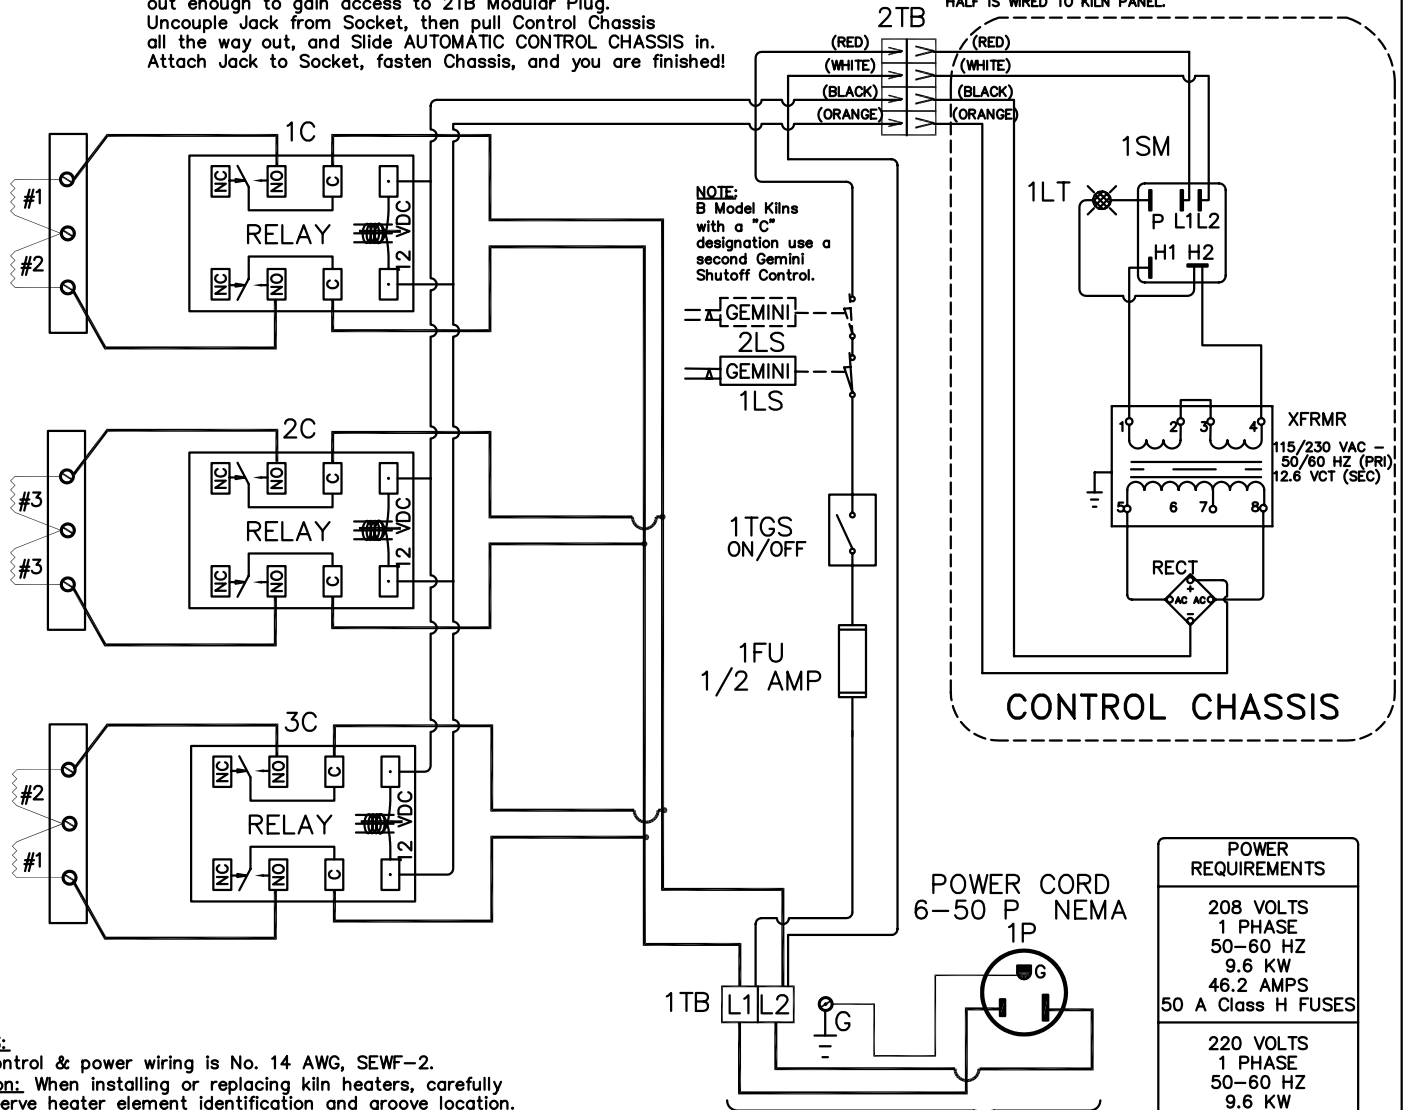 out enough to gain access to 2TB Modular Plug.
Uncouple Jack from Socket, then pull Control Chassis
all the way out, and Slide AUTOMATIC CONTROL CHASSIS in.
Attach Jack to Socket, fasten Chassis, and you are finished!
HALF IS WIRED TO KILN PANEL.
2TB
(RED) (RED)
(WHITE) (WHITE)
(BLACK) (BLACK)
(ORANGE) (ORANGE)
1C
NC NO C
#1
RELAY
12 VDC
#2
NC NO C
NOTE:
B Model Kilns
with a "C"
designation use a
second Gemini
Shutoff Control.
GEMINI
2LS
GEMINI
1LS
1SM
1LT
P L1 L2
H1 H2
1 2 3 4
XFRMR
115/230 VAC -
50/60 HZ (PRI)
12.6 VCT (SEC)
5 6 7 8
RECT
+
AC AC
-
CONTROL CHASSIS
2C
NC NO C
#3
RELAY
12 VDC
#3
NC NO C
1TGS
ON/OFF
1FU
1/2 AMP
3C
NC NO C
#2
RELAY
12 VDC
#1
NC NO C
POWER CORD
6-50 P NEMA
1P
G
1TB L1 L2
G
POWER
REQUIREMENTS
208 VOLTS
1 PHASE
50-60 HZ
9.6 KW
46.2 AMPS
50 A Class H FUSES
220 VOLTS
1 PHASE
50-60 HZ
9.6 KW
ontrol & power wiring is No. 14 AWG, SEWF-2.
on: When installing or replacing kiln heaters, carefully
erve heater element identification and groove location.